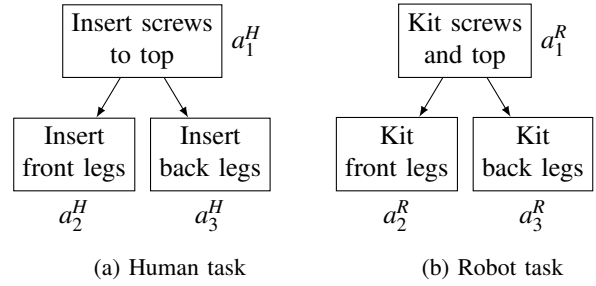 Insert screws
to top
a_1^H
Insert
front legs
Insert
back legs
a_2^H
a_3^H
(a) Human task
Kit screws
and top
a_1^R
Kit
front legs
Kit
back legs
a_2^R
a_3^R
(b) Robot task